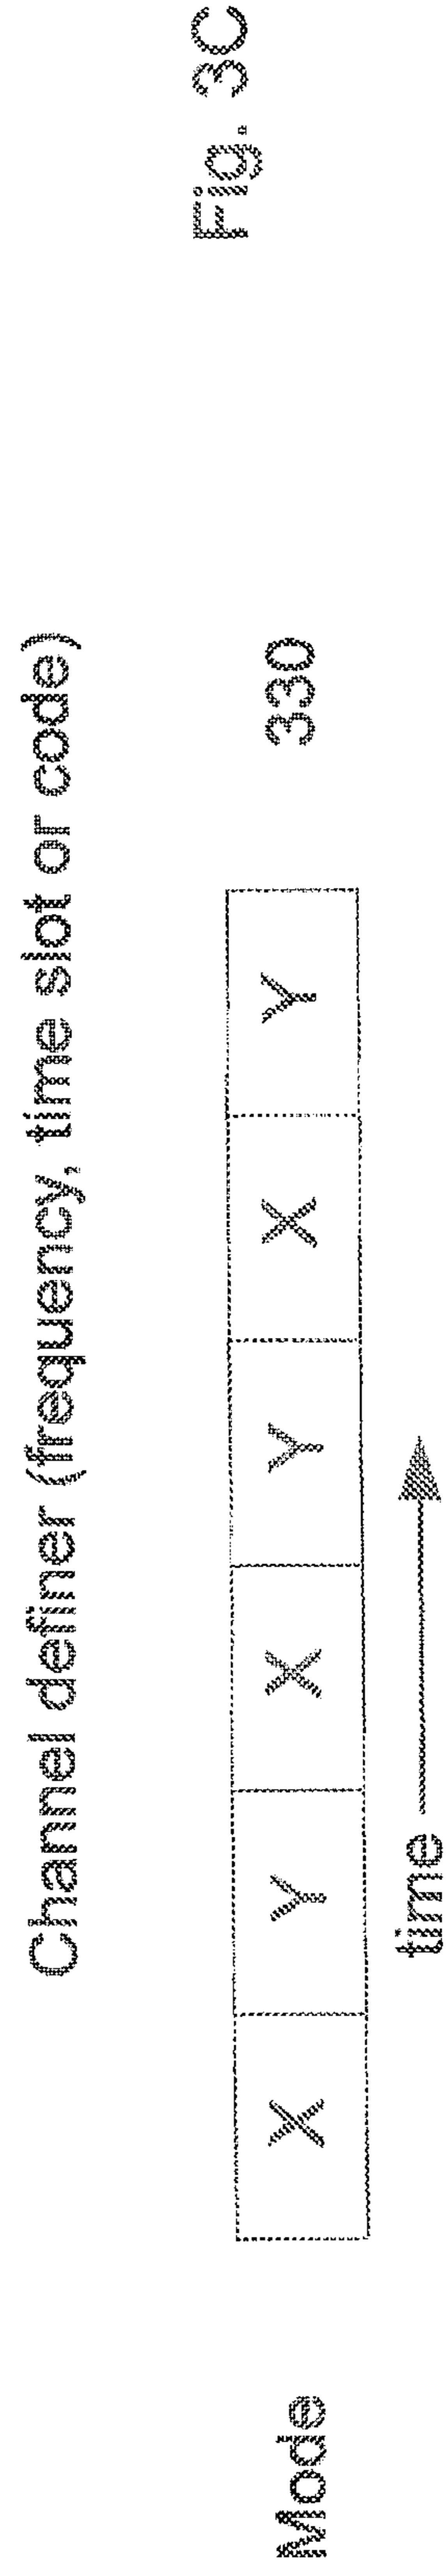 Channel definer (frequency, time slot or code)
Mode X Y X Y X Y 330
time
Fig. 3C